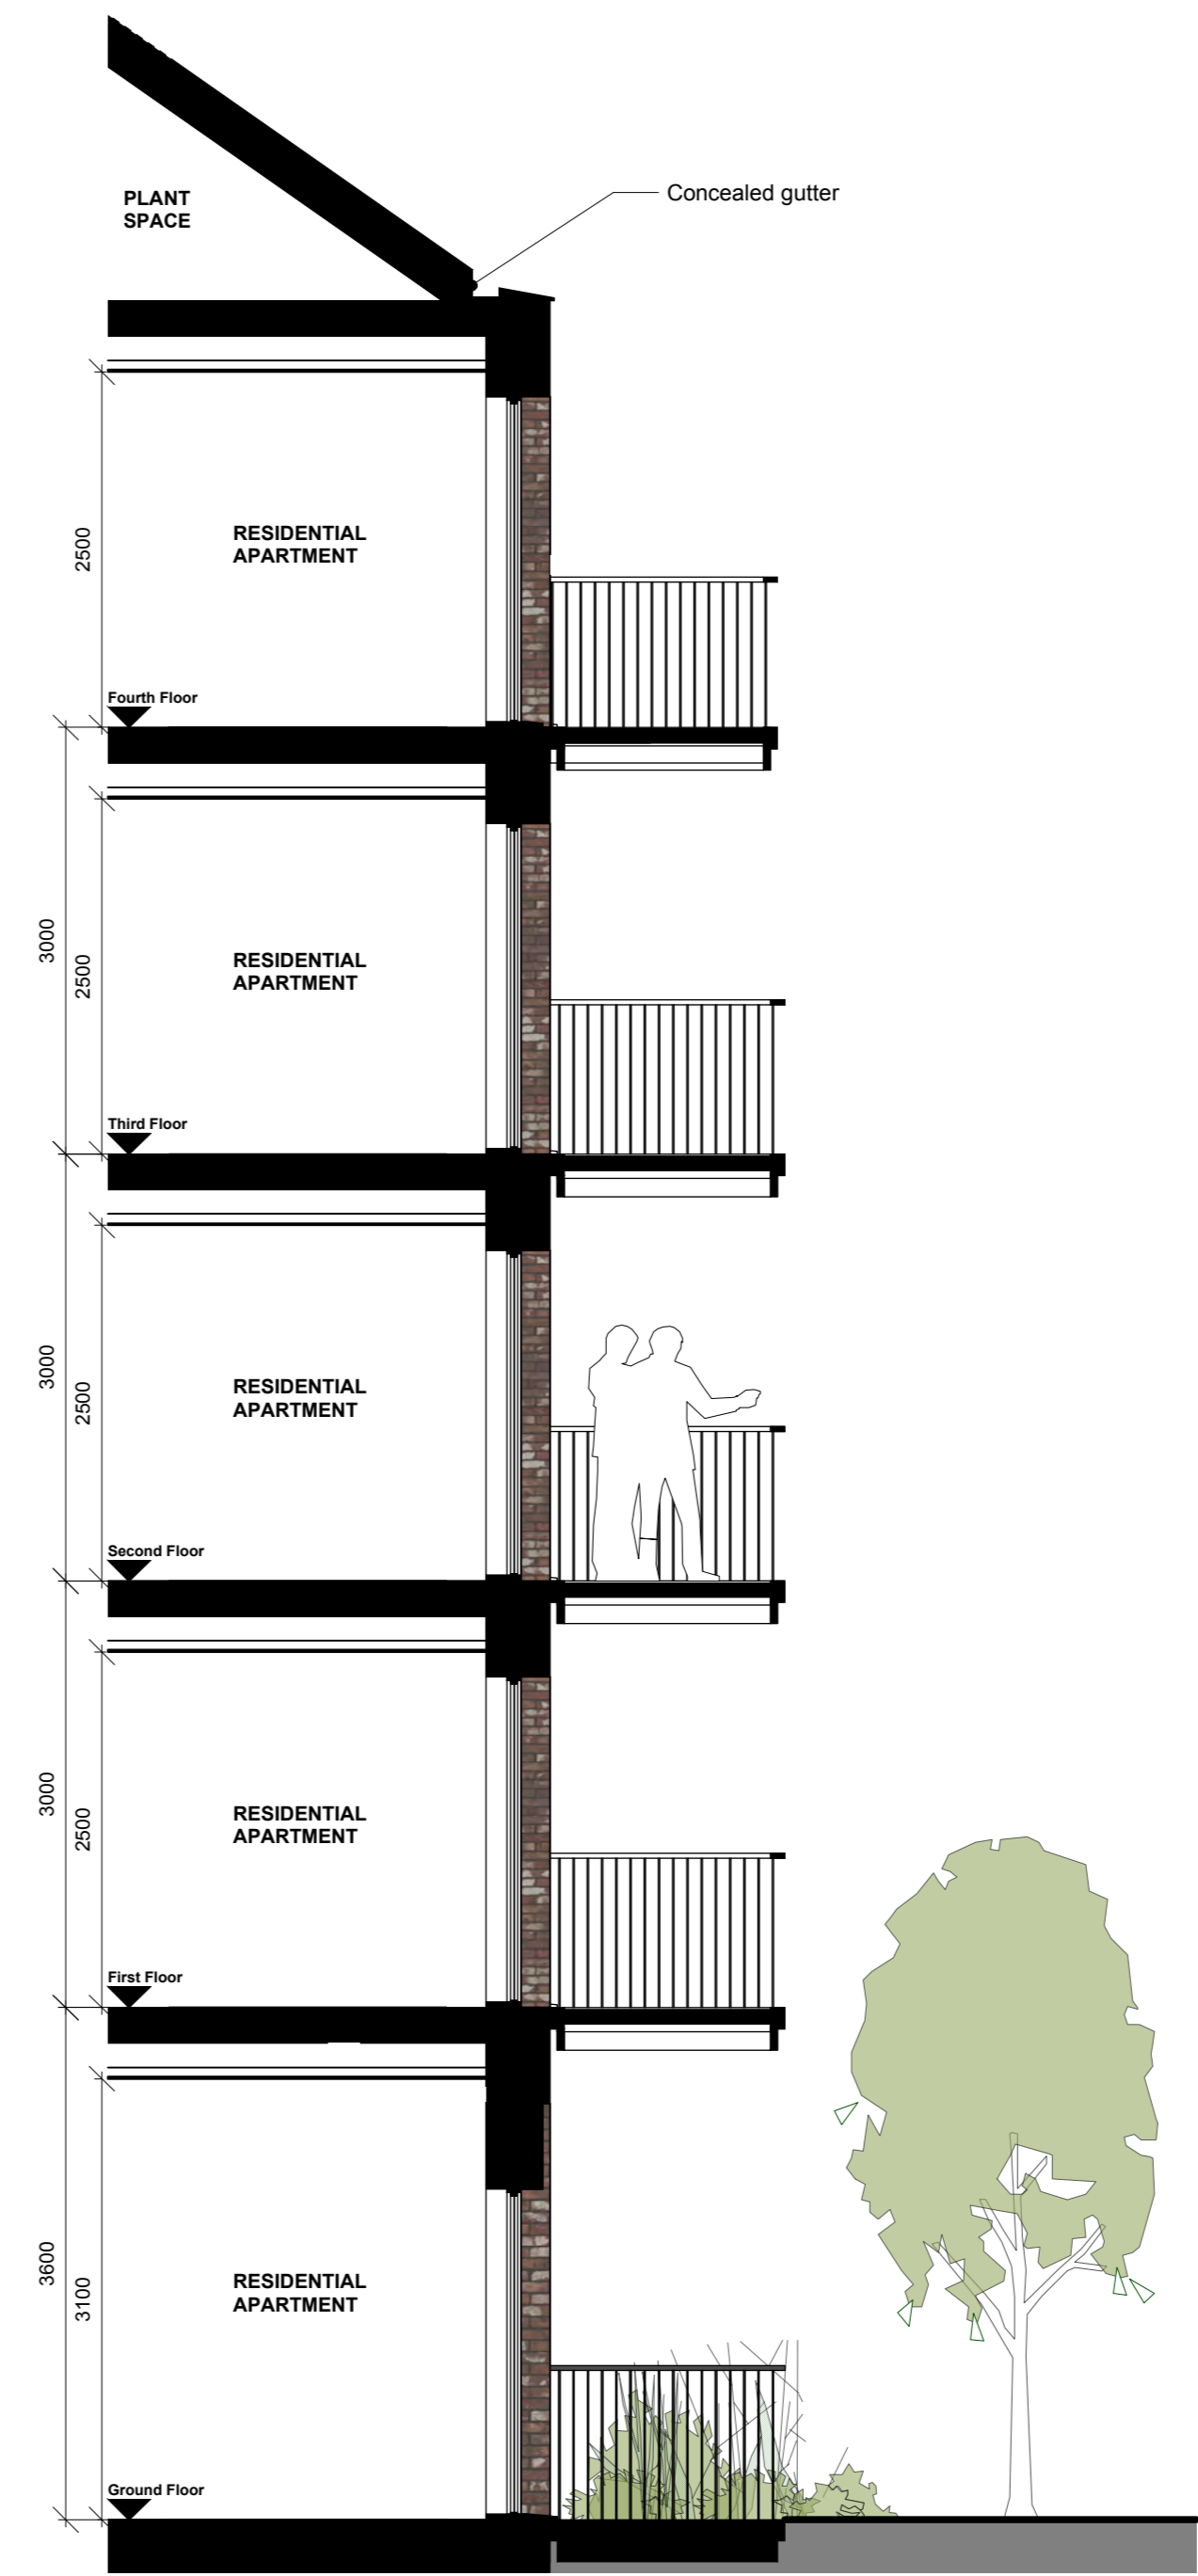 PLANT
SPACE
Concealed gutter
2500
RESIDENTIAL
APARTMENT
Fourth Floor
3000
2500
RESIDENTIAL
APARTMENT
Third Floor
3000
2500
RESIDENTIAL
APARTMENT
Second Floor
3000
2500
RESIDENTIAL
APARTMENT
First Floor
3600
3100
RESIDENTIAL
APARTMENT
Ground Floor